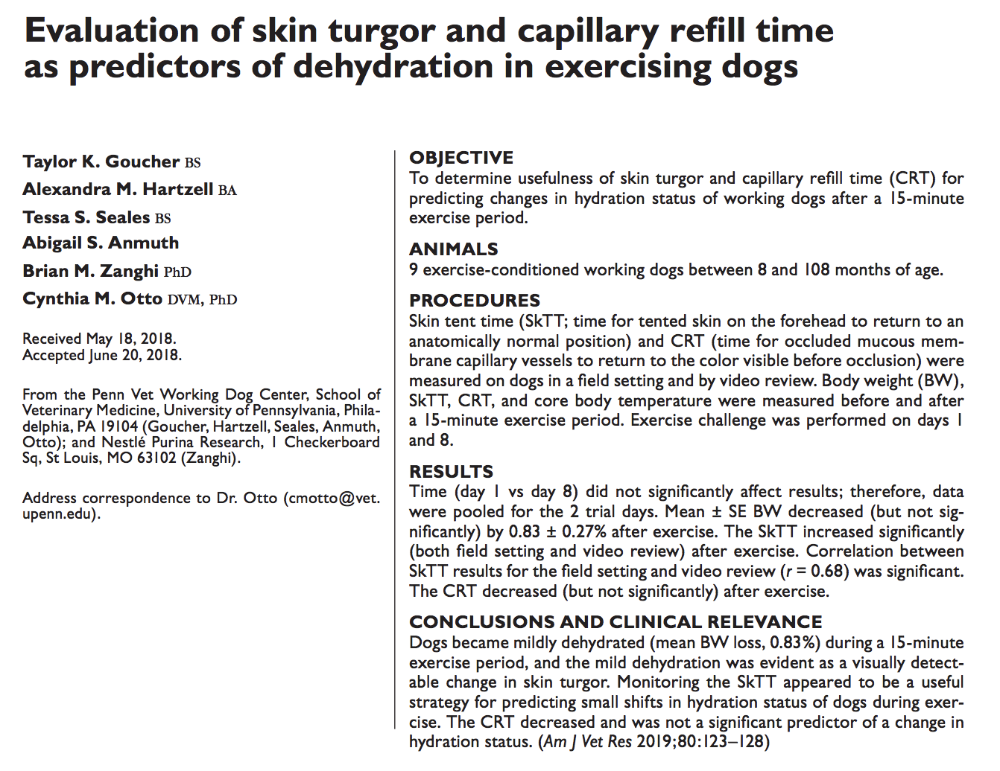 Evaluation of skin turgor and capillary refill time
as predictors of dehydration in exercising dogs
Taylor K. Goucher BS
Alexandra M. Hartzell BA
Tessa S. Seales BS
Abigail S. Anmuth
Brian M. Zanghi PhD
Cynthia M. Otto DVM, PhD
Received May 18, 2018.
Accepted June 20, 2018.
From the Penn Vet Working Dog Center, School of
Veterinary Medicine, University of Pennsylvania, Phila-
delphia, PA 19104 (Goucher, Hartzell, Seales, Anmuth,
Otto); and Nestlé Purina Research, 1 Checkerboard
Sq, St Louis, MO 63102 (Zanghi).
Address correspondence to Dr. Otto (cmotto@vet.
upenn.edu).
OBJECTIVE
To determine usefulness of skin turgor and capillary refill time (CRT) for
predicting changes in hydration status of working dogs after a 15-minute
exercise period.
ANIMALS
9 exercise-conditioned working dogs between 8 and 108 months of age.
PROCEDURES
Skin tent time (SkTT; time for tented skin on the forehead to return to an
anatomically normal position) and CRT (time for occluded mucous mem-
brane capillary vessels to return to the color visible before occlusion) were
measured on dogs in a field setting and by video review. Body weight (BW),
SkTT, CRT, and core body temperature were measured before and after
a 15-minute exercise period. Exercise challenge was performed on days 1
and 8.
RESULTS
Time (day 1 vs day 8) did not significantly affect results; therefore, data
were pooled for the 2 trial days. Mean ± SE BW decreased (but not sig-
nificantly) by 0.83 ± 0.27% after exercise. The SkTT increased significantly
(both field setting and video review) after exercise. Correlation between
SkTT results for the field setting and video review (r = 0.68) was significant.
The CRT decreased (but not significantly) after exercise.
CONCLUSIONS AND CLINICAL RELEVANCE
Dogs became mildly dehydrated (mean BW loss, 0.83%) during a 15-minute
exercise period, and the mild dehydration was evident as a visually detect-
able change in skin turgor. Monitoring the SkTT appeared to be a useful
strategy for predicting small shifts in hydration status of dogs during exer-
cise. The CRT decreased and was not a significant predictor of a change in
hydration status. (Am J Vet Res 2019;80:123–128)